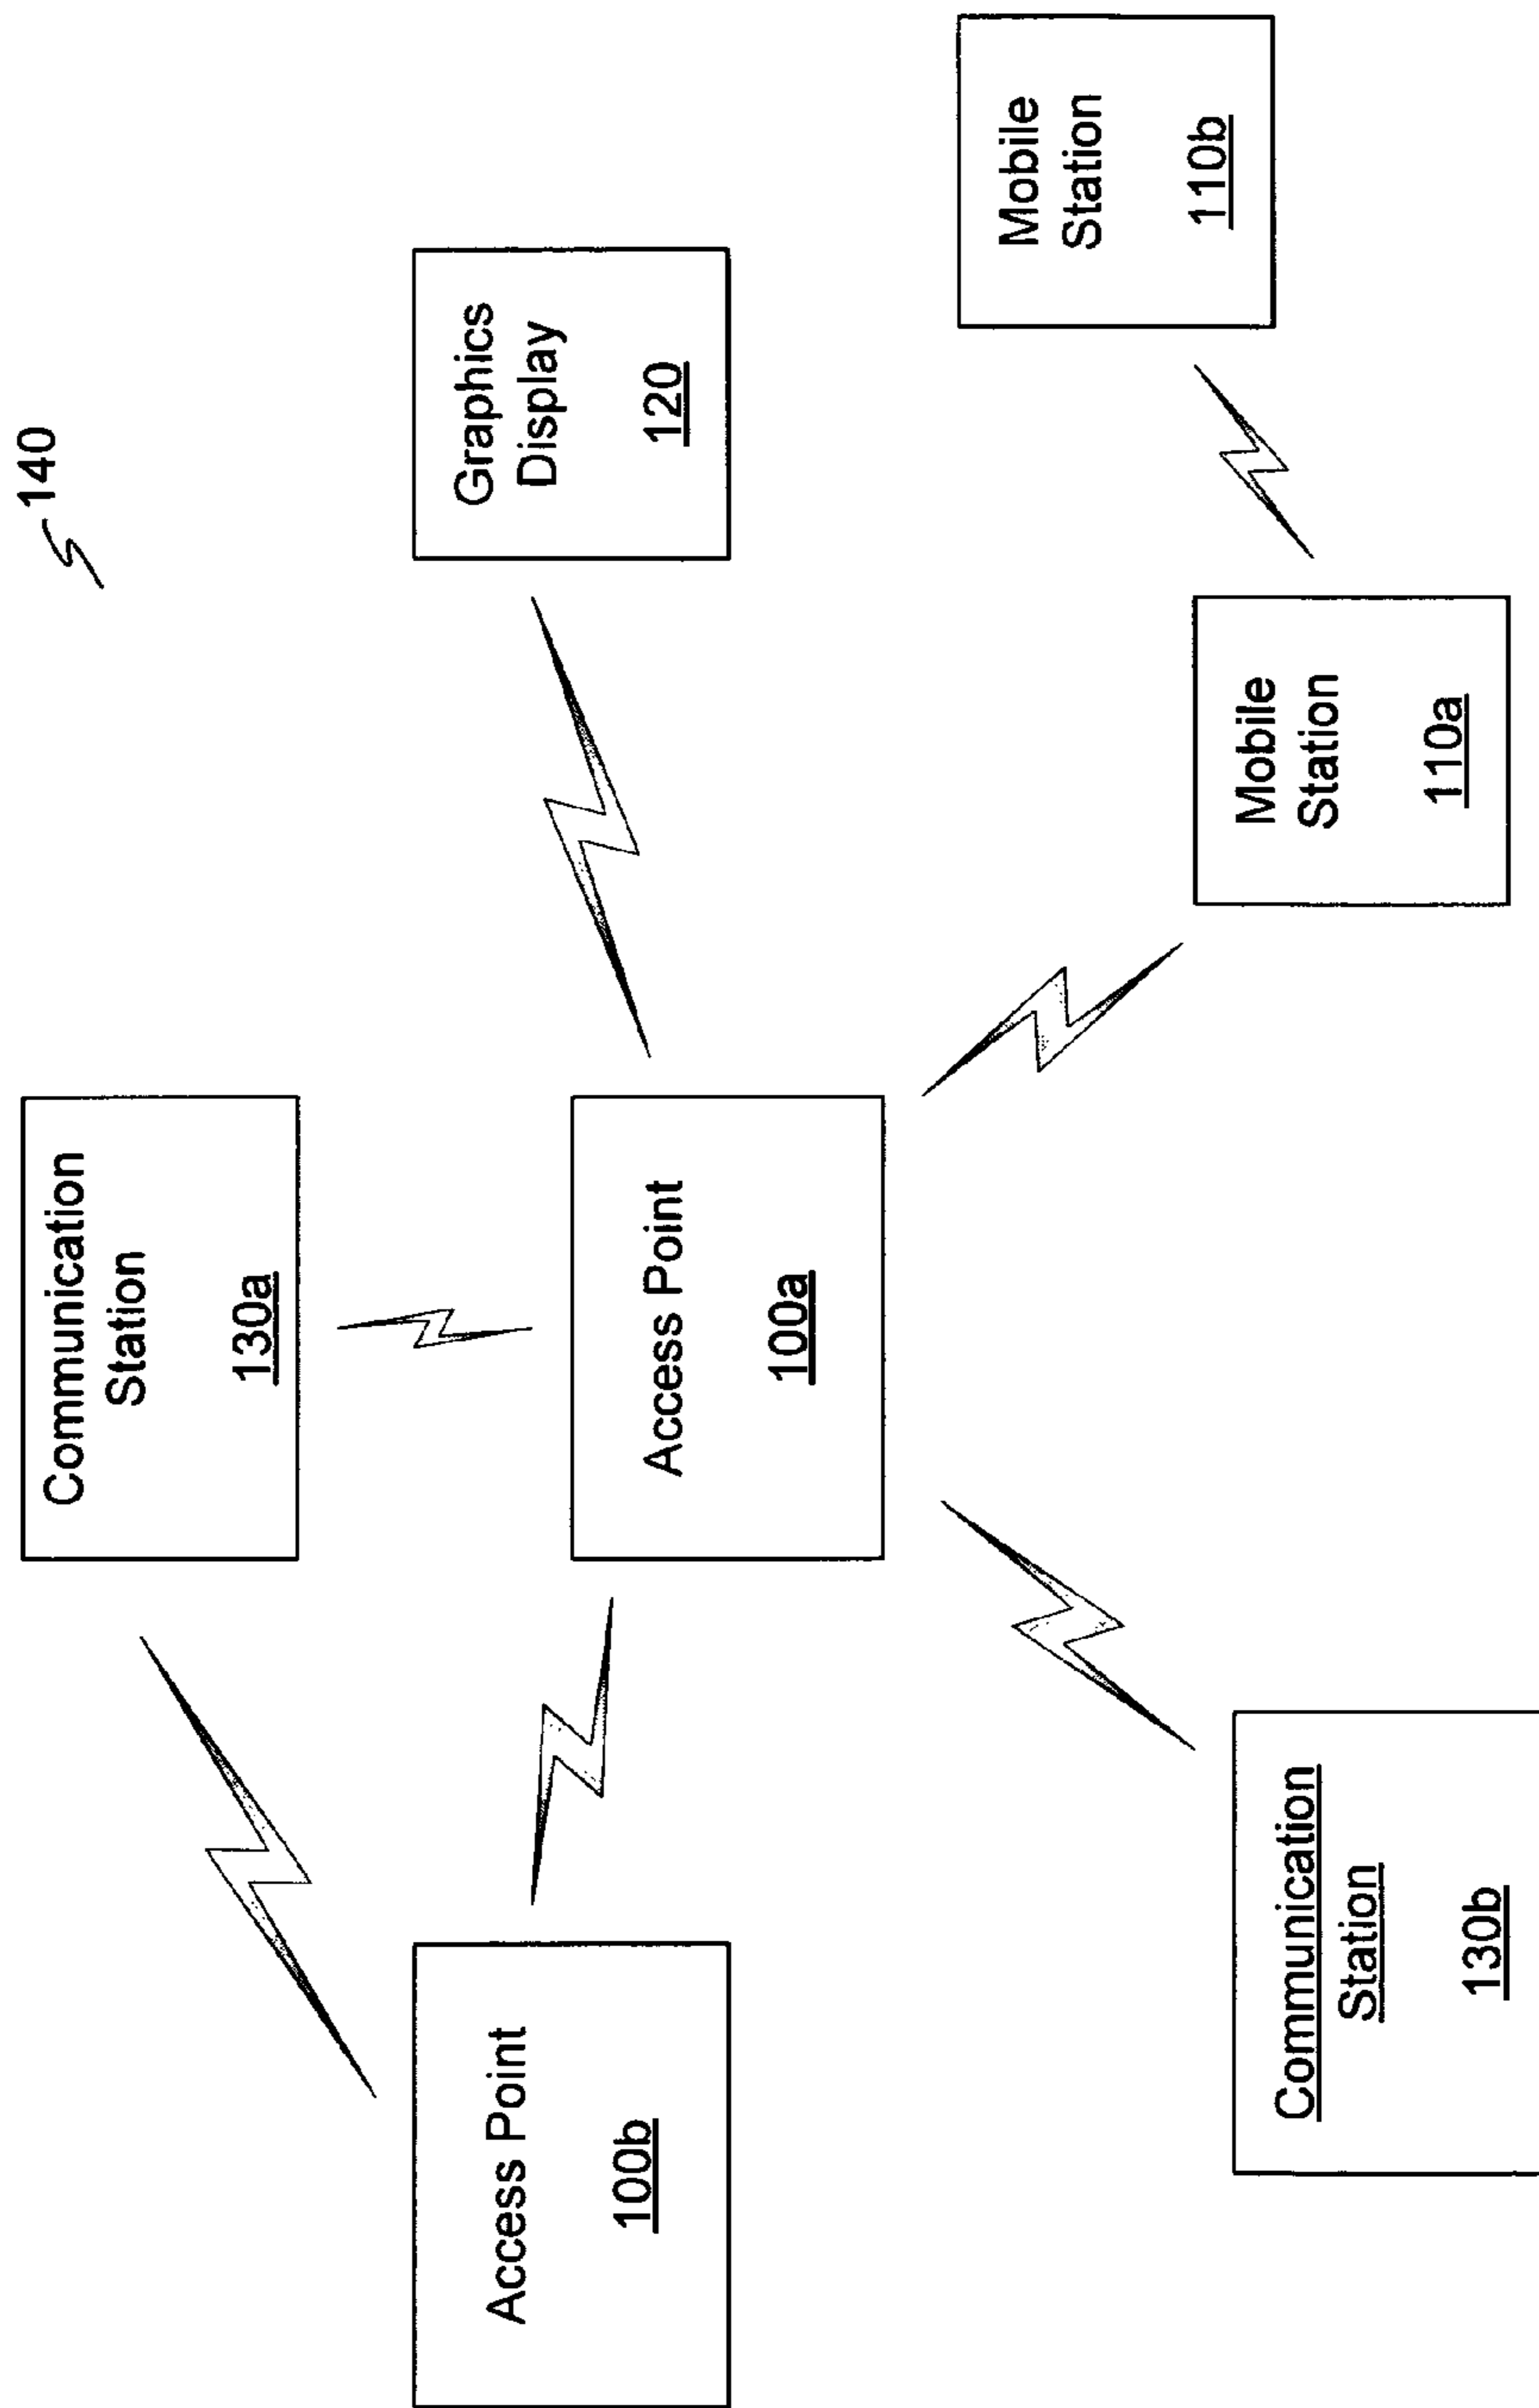 140
Communication
Station
130a
Graphics
Display
120
Access Point
100b
Access Point
100a
Mobile
Station
110b
Communication
Station
130b
Mobile
Station
110a